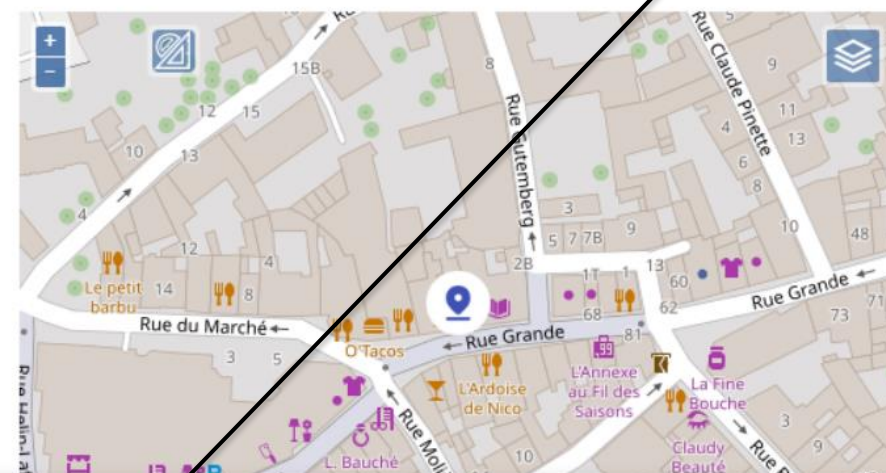 +
-
5
Rue Claude Pinette
9
15B
8
12
15
11
4
13
Rue Gutemberg
10
13
6
8
4
3
10
48
12
4
5
7
7B
9
2B
13
60
1T
1
Le petit
barbu
14
8
62
68
Rue Grande
73
71
Rue du Marché
81
Rue Grande
3
5
O'Tacos
.99
L'Ardoise
de Nico
L'Annexe
au Fil des
Saisons
La Fine
Bouche
3
9
10
L. Bauché
Claudy
Beauté
P